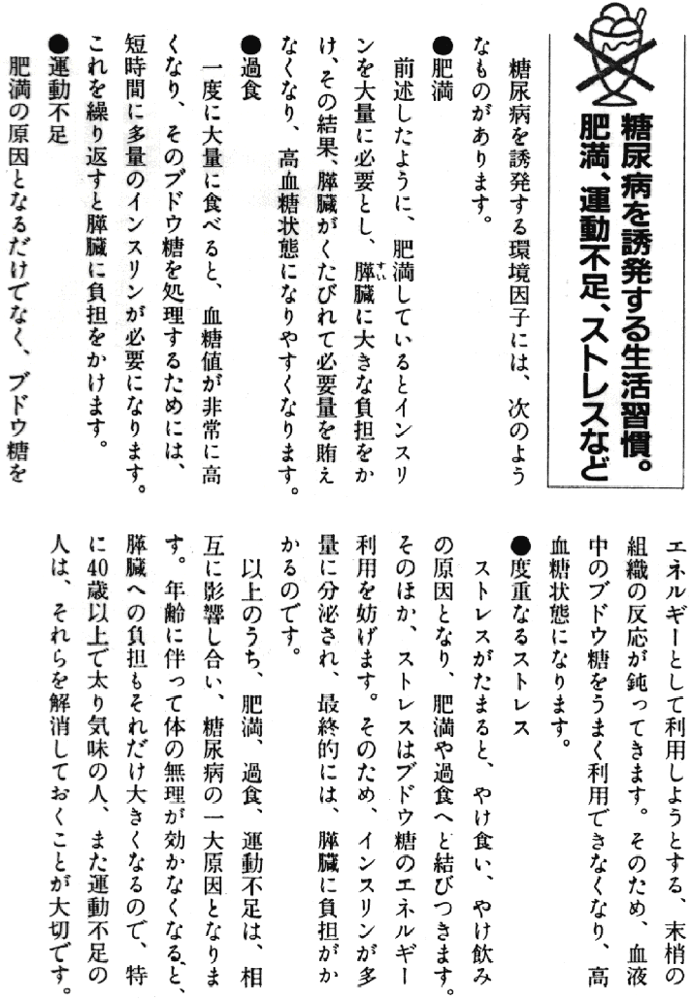 糖尿病を誘発する生活習慣。
肥満、運動不足、ストレスなど
糖尿病を誘発する環境因子には、次のよう
なものがあります。
●肥満
前述したように、肥満しているとインスリ
ンを大量に必要とし、膵臓に大きな負担をか
すい
け、その結果、膵臓がくたびれて必要量を賄え
なくなり、高血糖状態になりやすくなります。
●過食
一度に大量に食べると、血糖値が非常に高
くなり、そのブドウ糖を処理するためには、
短時間に多量のインスリンが必要になります。
これを繰り返すと膵臓に負担をかけます。
●運動不足
肥満の原因となるだけでなく、ブドウ糖を
エネルギーとして利用しようとする、末梢の
組織の反応が鈍ってきます。そのため、血液
中のブドウ糖をうまく利用できなくなり、高
血糖状態になります。
●度重なるストレス
ストレスがたまると、やけ食い、やけ飲み
の原因となり、肥満や過食へと結びつきます。
そのほか、ストレスはブドウ糖のエネルギー
利用を妨げます。そのため、インスリンが多
量に分泌され、最終的には、膵臓に負担がか
かるのです。
以上のうち、肥満、過食、運動不足は、相
互に影響し合い、糖尿病の一大原因となりま
す。年齢に伴って体の無理が効かなくなると、
膵臓への負担もそれだけ大きくなるので、特
に40歳以上で太り気味の人、また運動不足の
人は、それらを解消しておくことが大切です。